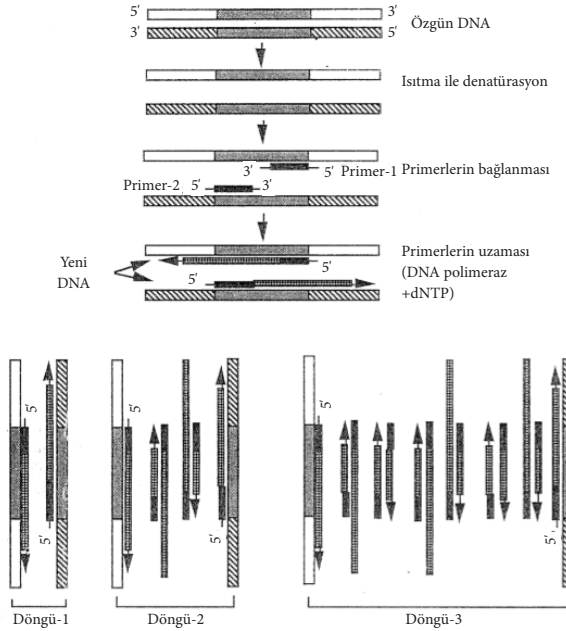 5′ 3′
Özgün DNA
3′ 5′
Isıtma ile denatürasyon
3′ 5′ Primer-1 Primerlerin bağlanması
Primer-2 5′ 3′
Primerlerin uzaması
(DNA polimeraz
+dNTP)
Yeni
DNA
5′
5′
5′ 5′ 5′ 5′
5′ 5′ 5′
Döngü-1 Döngü-2 Döngü-3